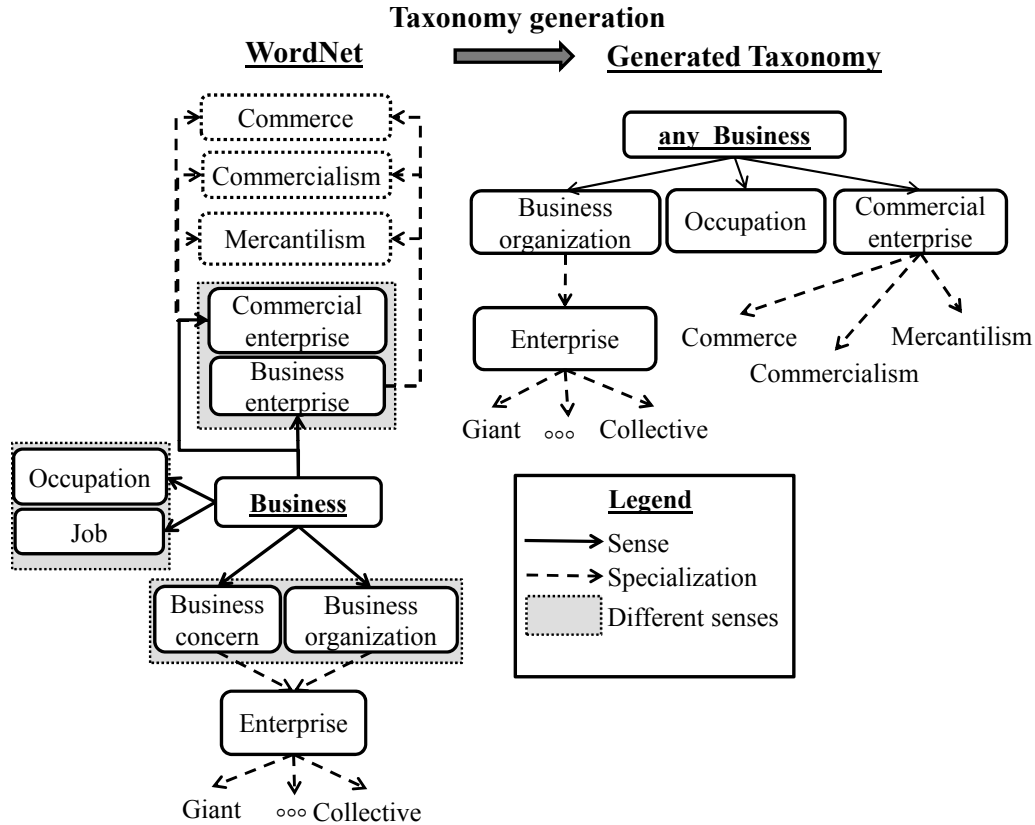 Taxonomy generation
WordNet
Generated Taxonomy
Commerce
Commercialism
Mercantilism
Commercial
enterprise
Business
enterprise
Occupation
Job
Business
Business
concern
Business
organization
Enterprise
Giant
°°°
Collective
any_Business
Business
organization
Occupation
Commercial
enterprise
Enterprise
Giant
°°°
Collective
Commerce
Commercialism
Mercantilism
Legend
Sense
Specialization
Different senses